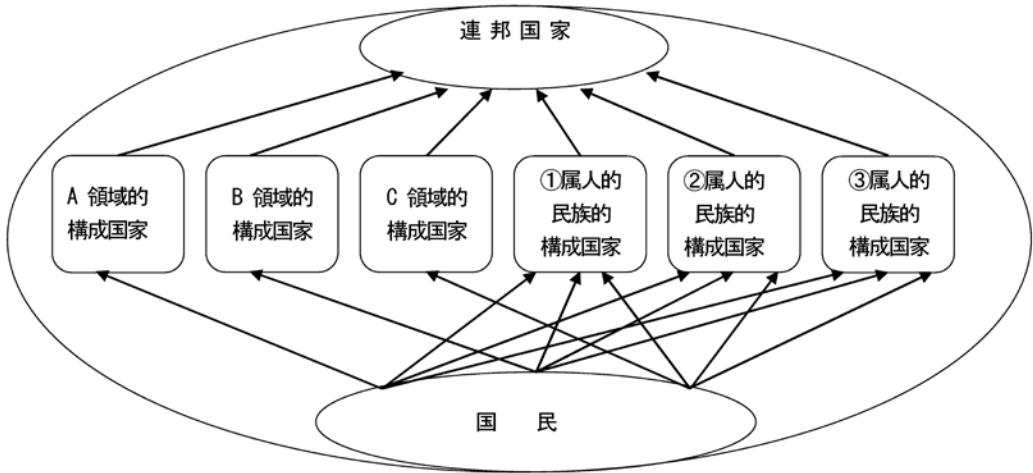 連邦国家
A 領域的
構成国家
B 領域的
構成国家
C 領域的
構成国家
①属人的
民族的
構成国家
②属人的
民族的
構成国家
③属人的
民族的
構成国家
国　民